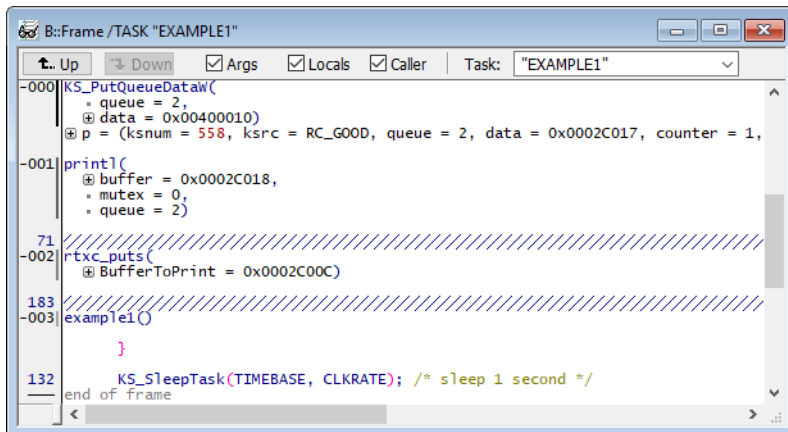 B::Frame /TASK "EXAMPLE1"
Up Down Args Locals Caller Task: "EXAMPLE1"
-000 KS_PutQueueDataW(
queue = 2,
data = 0x00400010)
p = (ksnum = 558, ksrc = RC_GOOD, queue = 2, data = 0x0002C017, counter = 1,
-001 printl(
buffer = 0x0002C018,
mutex = 0,
queue = 2)
71
-002 rtxc_puts(
BufferToPrint = 0x0002C00C)
183
-003 example1()
}
132 KS_SleepTask(TIMEBASE, CLKRATE); /* sleep 1 second */
end of frame